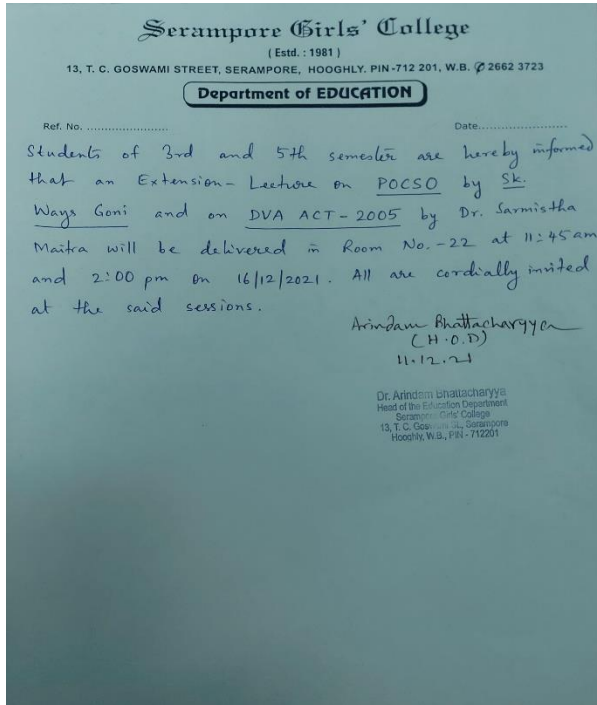 Serampore Girls' College
( Estd. : 1981 )
13, T. C. GOSWAMI STREET, SERAMPORE, HOOGHLY. PIN-712 201, W.B. ✆ 2662 3723
Department of EDUCATION
Ref. No. ........................ Date..........................
Students of 3rd and 5th semester are hereby informed
that an Extension-Lecture on POCSO by Sk.
Ways Goni and on DVA ACT-2005 by Dr. Sarmistha
Maitra will be delivered in Room No.-22 at 11:45 am
and 2:00 pm on 16/12/2021. All are cordially invited
at the said sessions.
Arindam Bhattacharyya
(H.O.D)
11.12.21
Dr. Arindam Bhattacharyya
Head of the Education Department
Serampore Girls' College
13, T. C. Goswami St., Serampore
Hooghly, W.B., PIN - 712201